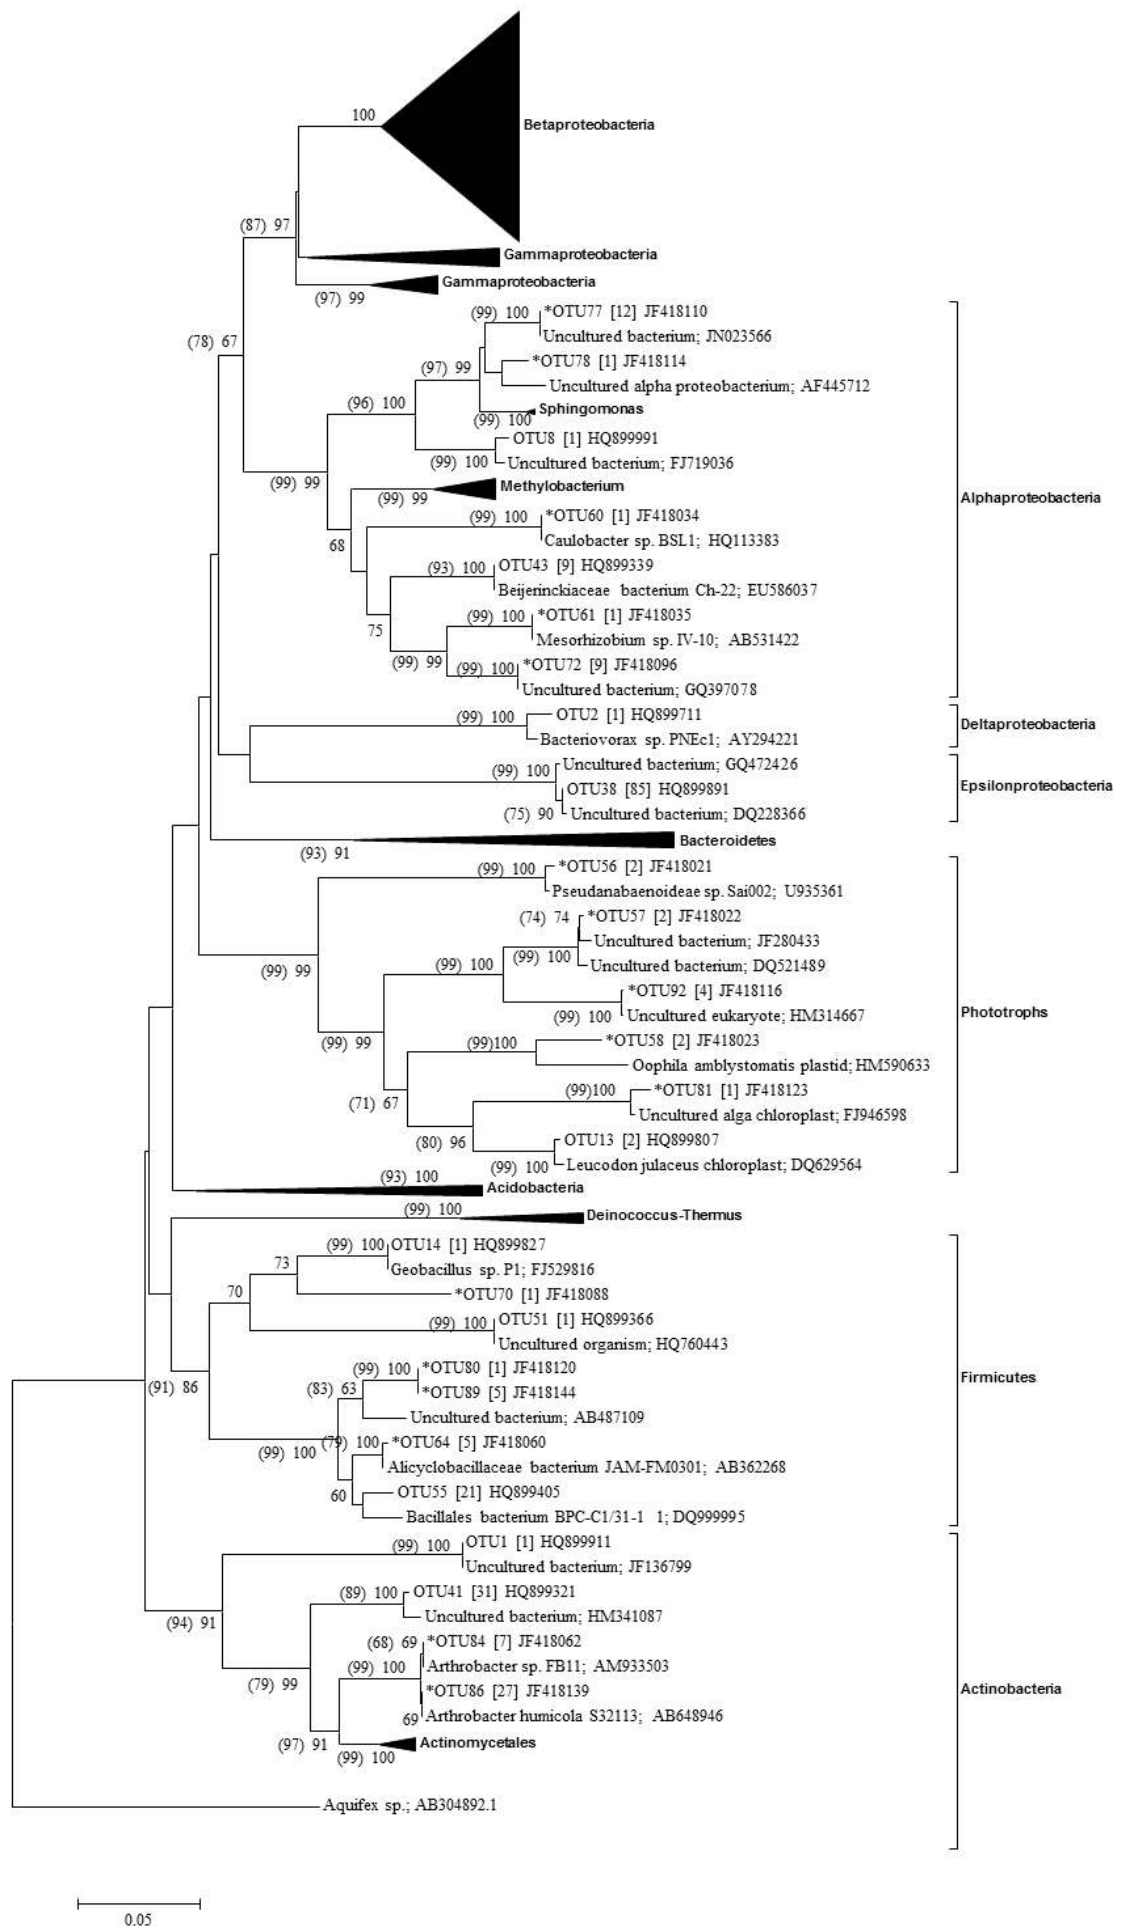 100
Betaproteobacteria
(87) 97
Gammaproteobacteria
Gammaproteobacteria
(97) 99
(99) 100 *OTU77 [12] JF418110
Uncultured bacterium; JN023566
(78) 67
*OTU78 [1] JF418114
(97) 99
Uncultured alpha proteobacterium; AF445712
(96) 100
Sphingomonas
(99) 100
OTU8 [1] HQ899991
(99) 100 Uncultured bacterium; FJ719036
(99) 99
Methylobacterium
(99) 99
Alphaproteobacteria
(99) 100 *OTU60 [1] JF418034
Caulobacter sp. BSL1; HQ113383
68
(93) 100 OTU43 [9] HQ899339
Beijerinckiaceae bacterium Ch-22; EU586037
(99) 100 *OTU61 [1] JF418035
75
Mesorhizobium sp. IV-10; AB531422
(99) 99
(99) 100 *OTU72 [9] JF418096
Uncultured bacterium; GQ397078
(99) 100 OTU2 [1] HQ899711
Deltaproteobacteria
Bacteriovorax sp. PNEc1; AY294221
Uncultured bacterium; GQ472426
(99) 100
OTU38 [85] HQ899891
Epsilonproteobacteria
(75) 90 Uncultured bacterium; DQ228366
Bacteroidetes
(93) 91
(99) 100 *OTU56 [2] JF418021
Pseudanabaenoideae sp. Sai002; U935361
(74) 74 *OTU57 [2] JF418022
Uncultured bacterium; JF280433
(99) 100
(99) 100 Uncultured bacterium; DQ521489
(99) 99
*OTU92 [4] JF418116
(99) 100 Uncultured eukaryote; HM314667
Phototrophs
(99) 99
(99)100 *OTU58 [2] JF418023
Oophila amblystomatis plastid; HM590633
(99)100 *OTU81 [1] JF418123
(71) 67
Uncultured alga chloroplast; FJ946598
(80) 96
OTU13 [2] HQ899807
(99) 100 Leucodon julaceus chloroplast; DQ629564
(93) 100
Acidobacteria
(99) 100
Deinococcus-Thermus
(99) 100 OTU14 [1] HQ899827
73
Geobacillus sp. P1; FJ529816
70
*OTU70 [1] JF418088
(99) 100 OTU51 [1] HQ899366
Uncultured organism; HQ760443
(99) 100 *OTU80 [1] JF418120
Firmicutes
(91) 86
(83) 63
*OTU89 [5] JF418144
Uncultured bacterium; AB487109
(99) 100
(79) 100 *OTU64 [5] JF418060
Alicyclobacillaceae bacterium JAM-FM0301; AB362268
60
OTU55 [21] HQ899405
Bacillales bacterium BPC-C1/31-1 1; DQ999995
(99) 100 OTU1 [1] HQ899911
Uncultured bacterium; JF136799
(89) 100 OTU41 [31] HQ899321
Uncultured bacterium; HM341087
(94) 91
(68) 69 *OTU84 [7] JF418062
(99) 100 Arthrobacter sp. FB11; AM933503
(79) 99
*OTU86 [27] JF418139
Actinobacteria
69 Arthrobacter humicola S32113; AB648946
(97) 91
Actinomycetales
(99) 100
Aquifex sp.; AB304892.1
0.05